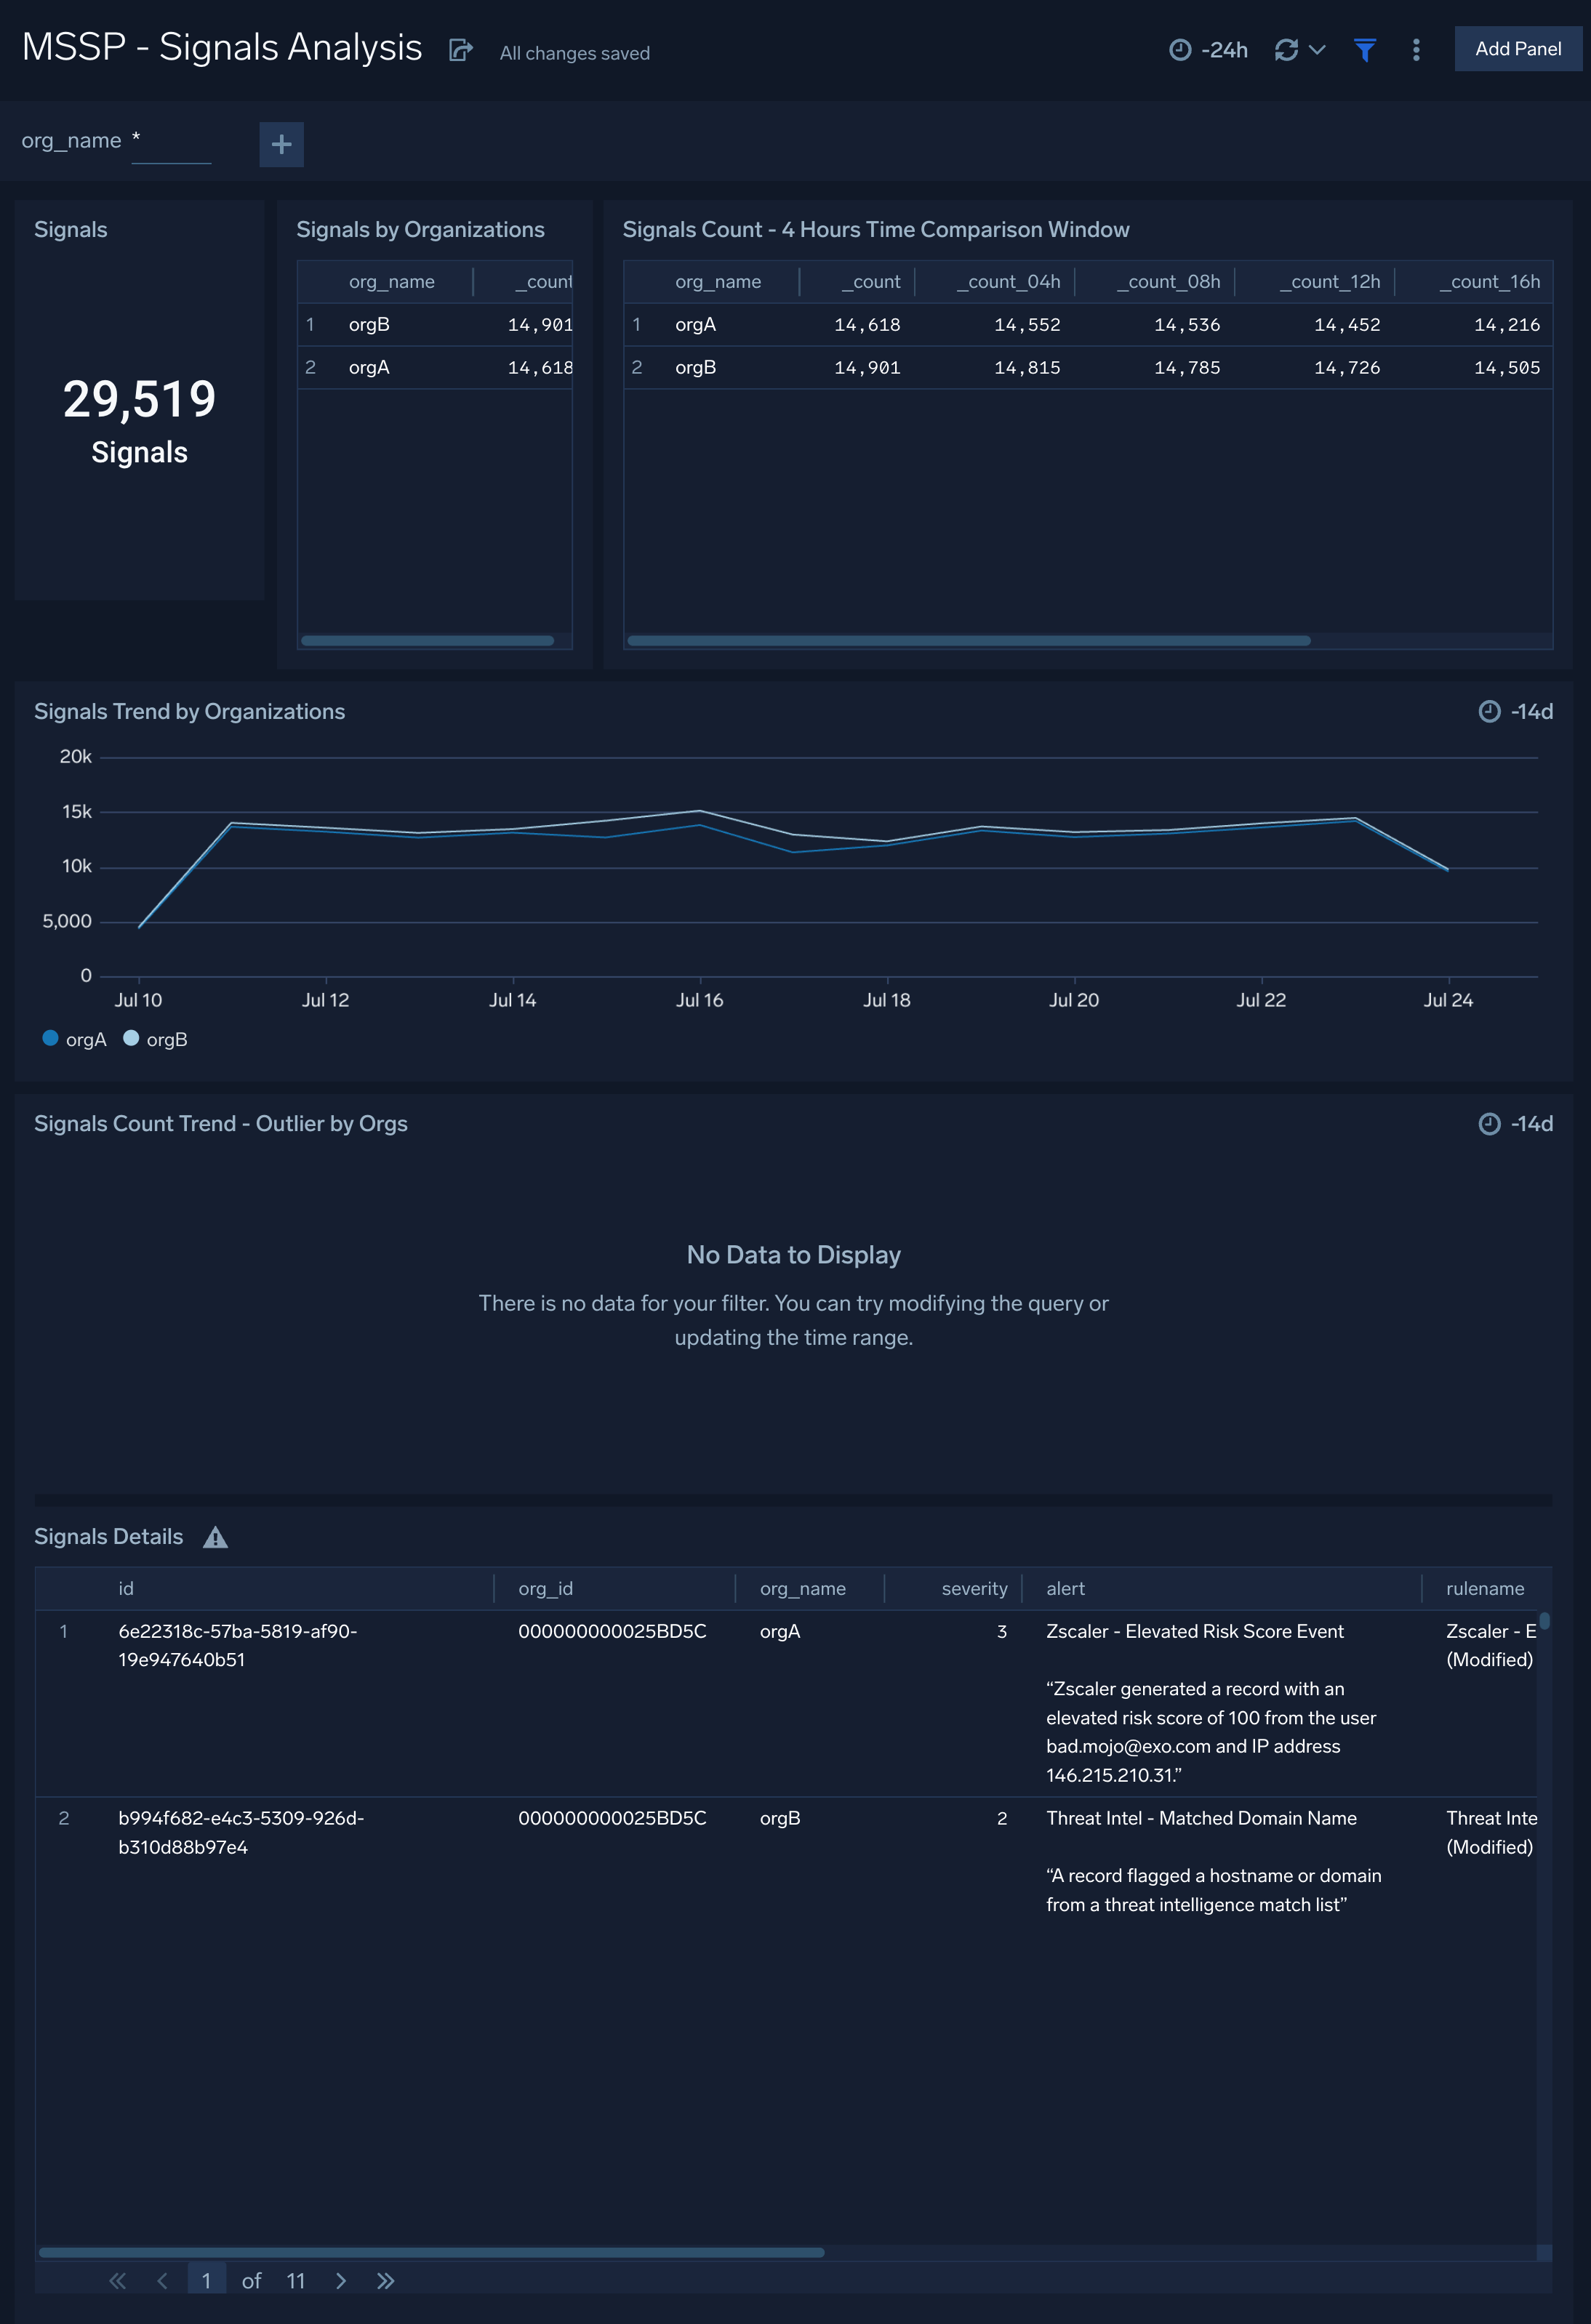 MSSP - Signals Analysis
All changes saved
-24h
Add Panel
org_name *
Signals
29,519
Signals
Signals by Organizations
org_name _count
1 orgB 14,901
2 orgA 14,618
Signals Count - 4 Hours Time Comparison Window
org_name _count _count_04h _count_08h _count_12h _count_16h
1 orgA 14,618 14,552 14,536 14,452 14,216
2 orgB 14,901 14,815 14,785 14,726 14,505
Signals Trend by Organizations
-14d
20k
15k
10k
5,000
0
Jul 10 Jul 12 Jul 14 Jul 16 Jul 18 Jul 20 Jul 22 Jul 24
orgA orgB
Signals Count Trend - Outlier by Orgs
-14d
No Data to Display
There is no data for your filter. You can try modifying the query or
updating the time range.
Signals Details
id org_id org_name severity alert rulename
1 6e22318c-57ba-5819-af90- 000000000025BD5C orgA 3 Zscaler - Elevated Risk Score Event Zscaler - E
19e947640b51 (Modified)
“Zscaler generated a record with an
elevated risk score of 100 from the user
bad.mojo@exo.com and IP address
146.215.210.31.”
2 b994f682-e4c3-5309-926d- 000000000025BD5C orgB 2 Threat Intel - Matched Domain Name Threat Inte
b310d88b97e4 (Modified)
“A record flagged a hostname or domain
from a threat intelligence match list”
1 of 11